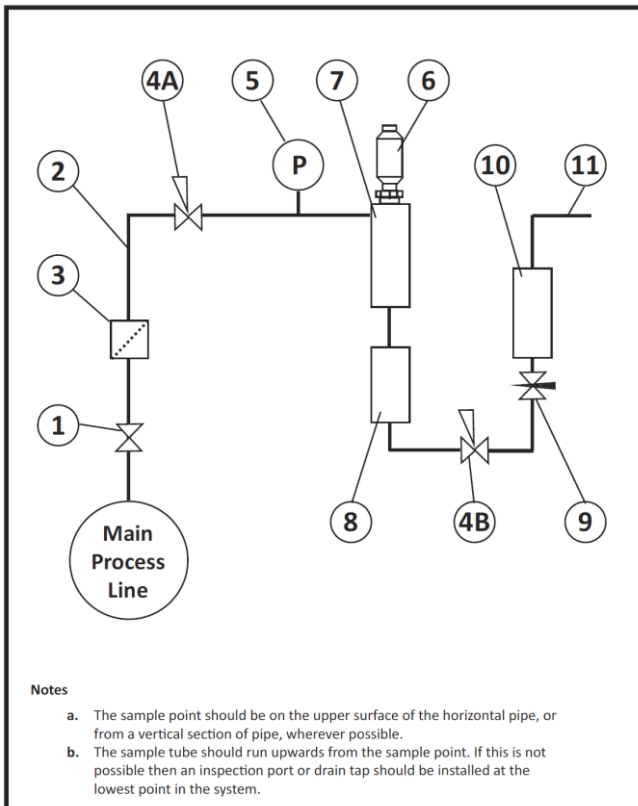 4A
5
7
6
2
10
11
P
3
1
Main
Process
Line
8
4B
9
Notes
a. The sample point should be on the upper surface of the horizontal pipe, or
from a vertical section of pipe, wherever possible.
b. The sample tube should run upwards from the sample point. If this is not
possible then an inspection port or drain tap should be installed at the
lowest point in the system.